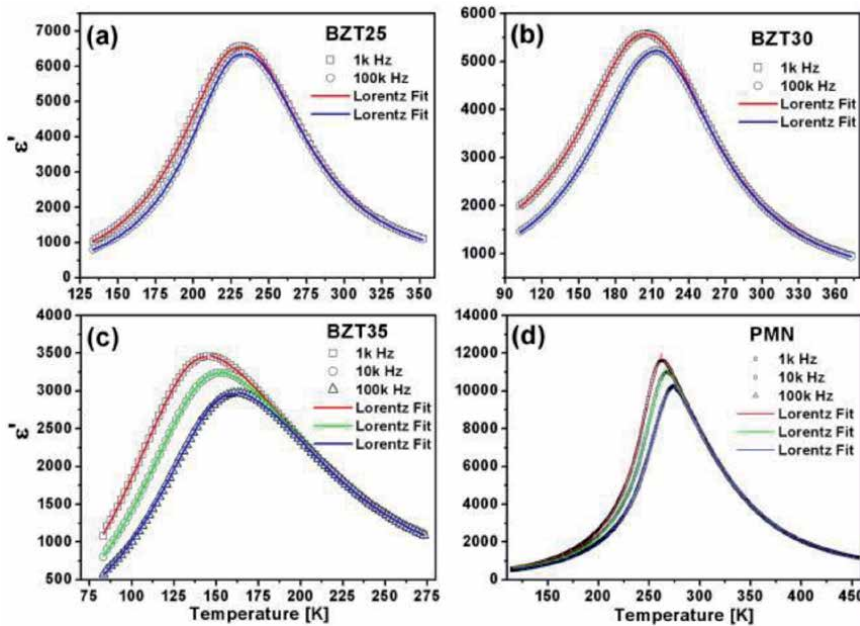 (a)
BZT25
1k Hz
100k Hz
Lorentz Fit
Lorentz Fit
ε'
7000
6000
5000
4000
3000
2000
1000
0
125 150 175 200 225 250 275 300 325 350
(b)
BZT30
1k Hz
100k Hz
Lorentz Fit
Lorentz Fit
6000
5000
4000
3000
2000
1000
90 120 150 180 210 240 270 300 330 360
(c)
BZT35
1k Hz
10k Hz
100k Hz
Lorentz Fit
Lorentz Fit
Lorentz Fit
ε'
4000
3500
3000
2500
2000
1500
1000
500
75 100 125 150 175 200 225 250 275
Temperature [K]
(d)
PMN
1k Hz
10k Hz
100k Hz
Lorentz Fit
Lorentz Fit
Lorentz Fit
14000
12000
10000
8000
6000
4000
2000
0
150 200 250 300 350 400 450
Temperature [K]